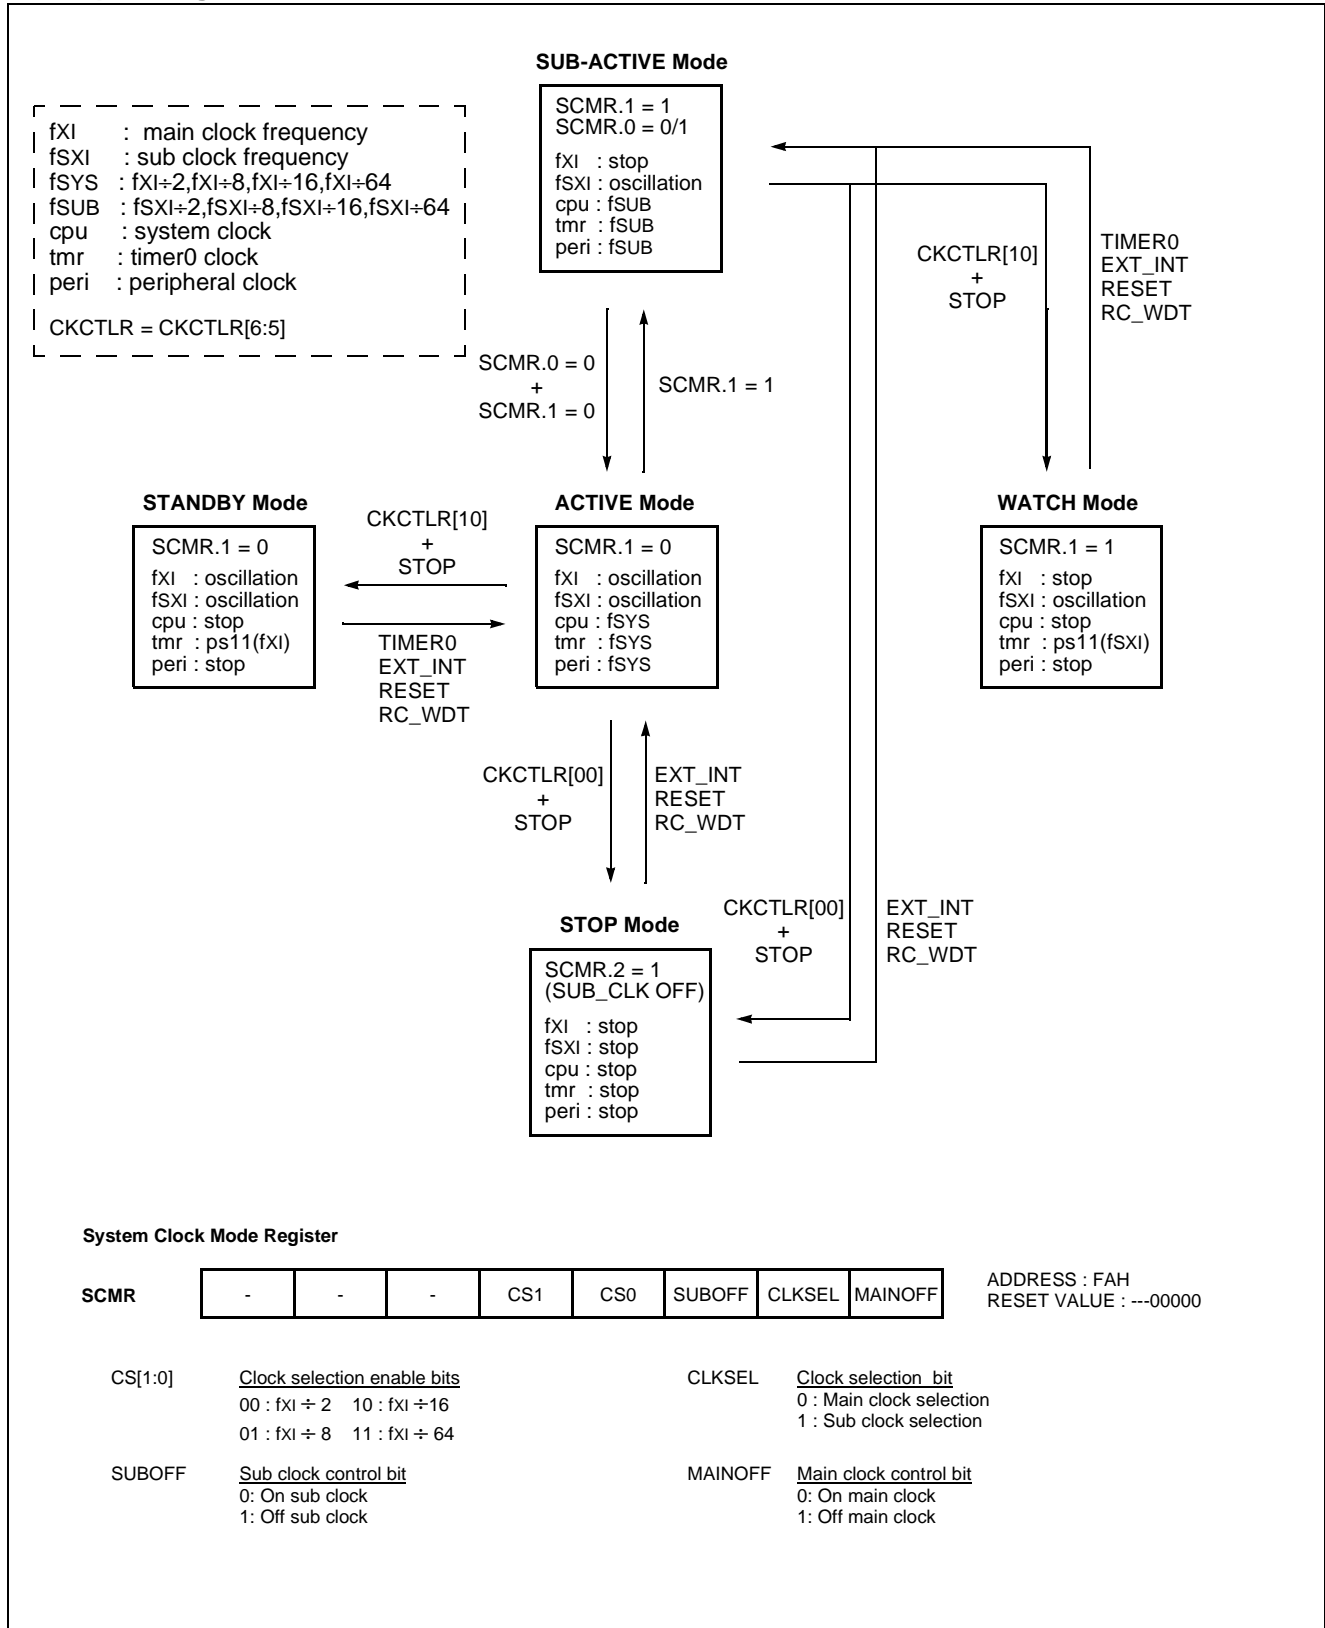 SUB-ACTIVE Mode
SCMR.1 = 1
SCMR.0 = 0/1
fXI : stop
fSXI : oscillation
cpu : fSUB
tmr : fSUB
peri : fSUB
fXI : main clock frequency
fSXI : sub clock frequency
fSYS : fXI÷2,fXI÷8,fXI÷16,fXI÷64
fSUB : fSXI÷2,fSXI÷8,fSXI÷16,fSXI÷64
cpu : system clock
tmr : timer0 clock
peri : peripheral clock
CKCTLR = CKCTLR[6:5]
CKCTLR[10]
+
STOP
TIMER0
EXT_INT
RESET
RC_WDT
SCMR.0 = 0
+
SCMR.1 = 0
SCMR.1 = 1
STANDBY Mode
SCMR.1 = 0
fXI : oscillation
fSXI : oscillation
cpu : stop
tmr : ps11(fXI)
peri : stop
CKCTLR[10]
+
STOP
TIMER0
EXT_INT
RESET
RC_WDT
ACTIVE Mode
SCMR.1 = 0
fXI : oscillation
fSXI : oscillation
cpu : fSYS
tmr : fSYS
peri : fSYS
WATCH Mode
SCMR.1 = 1
fXI : stop
fSXI : oscillation
cpu : stop
tmr : ps11(fSXI)
peri : stop
CKCTLR[00]
+
STOP
EXT_INT
RESET
RC_WDT
STOP Mode
SCMR.2 = 1
(SUB_CLK OFF)
fXI : stop
fSXI : stop
cpu : stop
tmr : stop
peri : stop
CKCTLR[00]
+
STOP
EXT_INT
RESET
RC_WDT
System Clock Mode Register
SCMR - - - CS1 CS0 SUBOFF CLKSEL MAINOFF
ADDRESS : FAH
RESET VALUE : ---00000
CS[1:0] Clock selection enable bits
00 : fXI ÷ 2 10 : fXI ÷16
01 : fXI ÷ 8 11 : fXI ÷ 64
CLKSEL Clock selection bit
0 : Main clock selection
1 : Sub clock selection
SUBOFF Sub clock control bit
0: On sub clock
1: Off sub clock
MAINOFF Main clock control bit
0: On main clock
1: Off main clock